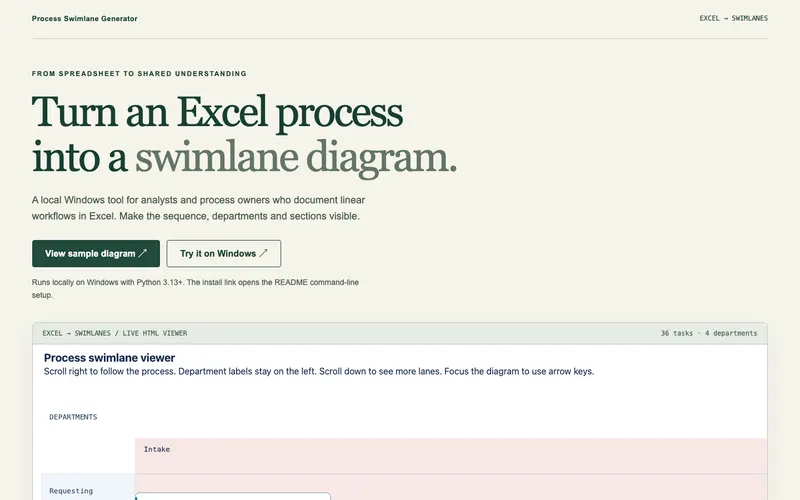 Process Swimlane Generator
EXCEL → SWIMLANES
FROM SPREADSHEET TO SHARED UNDERSTANDING
Turn an Excel process
into a swimlane diagram.
A local Windows tool for analysts and process owners who document linear
workflows in Excel. Make the sequence, departments and sections visible.
View sample diagram ↗
Try it on Windows ↗
Runs locally on Windows with Python 3.13+. The install link opens the README command-line
setup.
EXCEL → SWIMLANES / LIVE HTML VIEWER
36 tasks · 4 departments
Process swimlane viewer
Scroll right to follow the process. Department labels stay on the left. Scroll down to see more lanes. Focus the diagram to use arrow keys.
DEPARTMENTS
Intake
Requesting